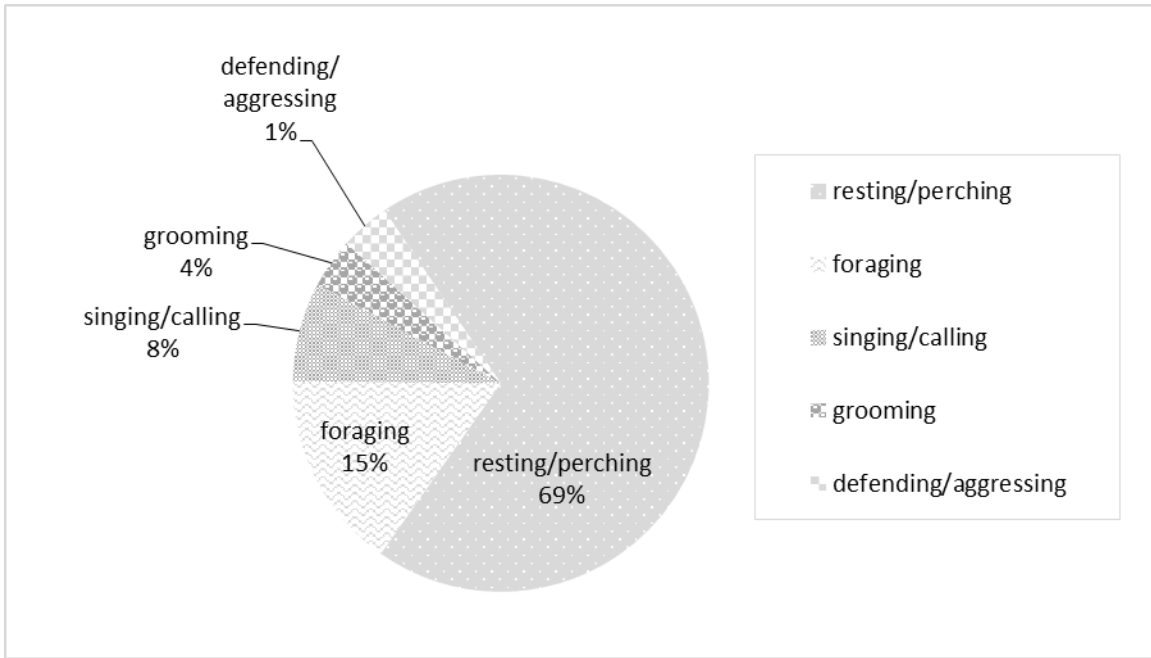 defending/
aggressing
1%
grooming
4%
singing/calling
8%
foraging
15%
resting/perching
69%
resting/perching
foraging
singing/calling
grooming
defending/aggressing